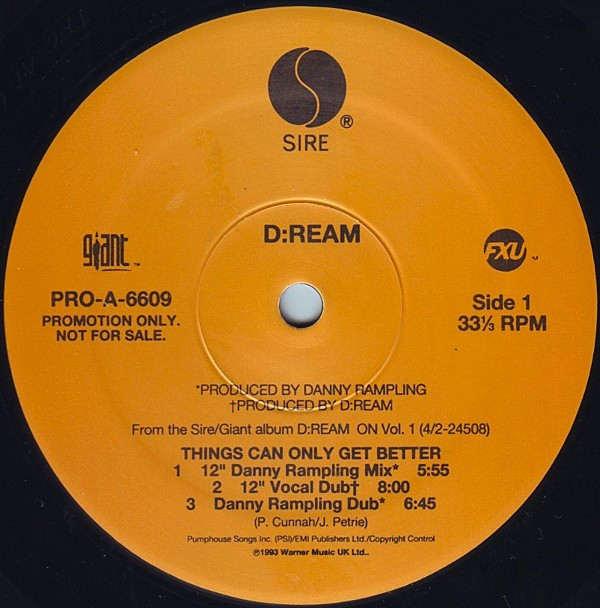 SIRE ®
D:REAM
giant ™
FXU ™
PRO-A-6609
PROMOTION ONLY.
NOT FOR SALE.
Side 1
33⅓ RPM
*PRODUCED BY DANNY RAMPLING
†PRODUCED BY D:REAM
From the Sire/Giant album D:REAM ON Vol. 1 (4/2-24508)
THINGS CAN ONLY GET BETTER
1 12" Danny Rampling Mix* 5:55
2 12" Vocal Dub† 8:00
3 Danny Rampling Dub* 6:45
(P. Cunnah/J. Petrie)
Pumphouse Songs Inc. (PSI)/EMI Publishers Ltd./Copyright Control
℗1993 Warner Music UK Ltd..